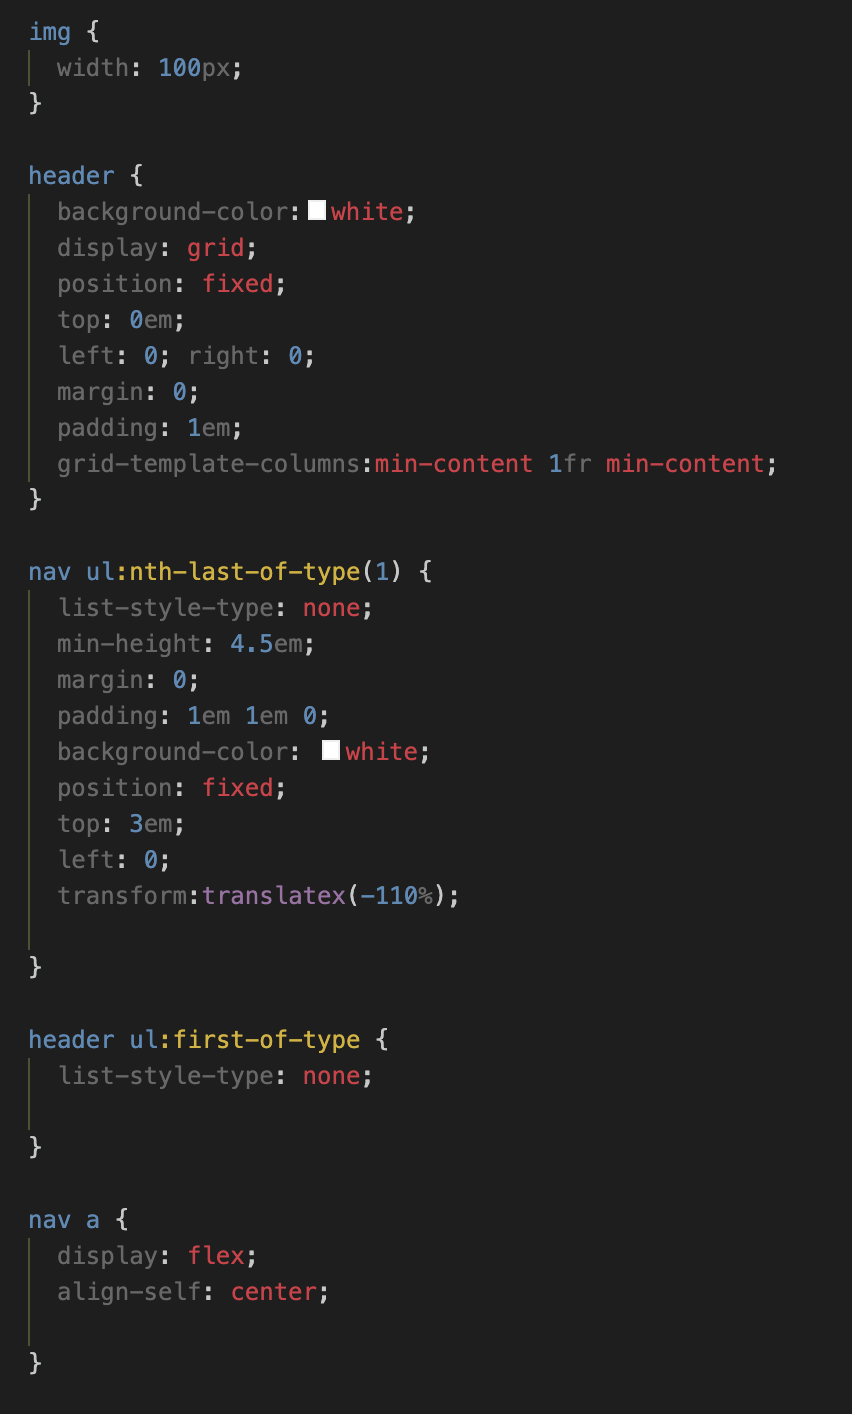 img {
  width: 100px;
}

header {
  background-color: white;
  display: grid;
  position: fixed;
  top: 0em;
  left: 0; right: 0;
  margin: 0;
  padding: 1em;
  grid-template-columns:min-content 1fr min-content;
}

nav ul:nth-last-of-type(1) {
  list-style-type: none;
  min-height: 4.5em;
  margin: 0;
  padding: 1em 1em 0;
  background-color: white;
  position: fixed;
  top: 3em;
  left: 0;
  transform:translatex(-110%);

}

header ul:first-of-type {
  list-style-type: none;

}

nav a {
  display: flex;
  align-self: center;

}